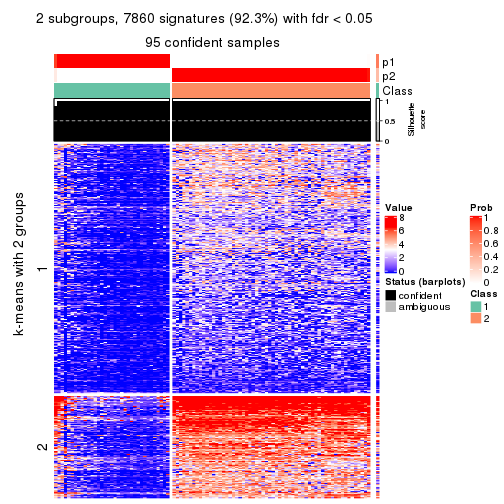 2 subgroups, 7860 signatures (92.3%) with fdr < 0.05
95 confident samples
p1
p2
Class
1
0.5
0
Silhouette
score
k-means with 2 groups
1
2
Value
8
6
4
2
0
Status (barplots)
confident
ambiguous
Prob
1
0.8
0.6
0.4
0.2
0
Class
1
2